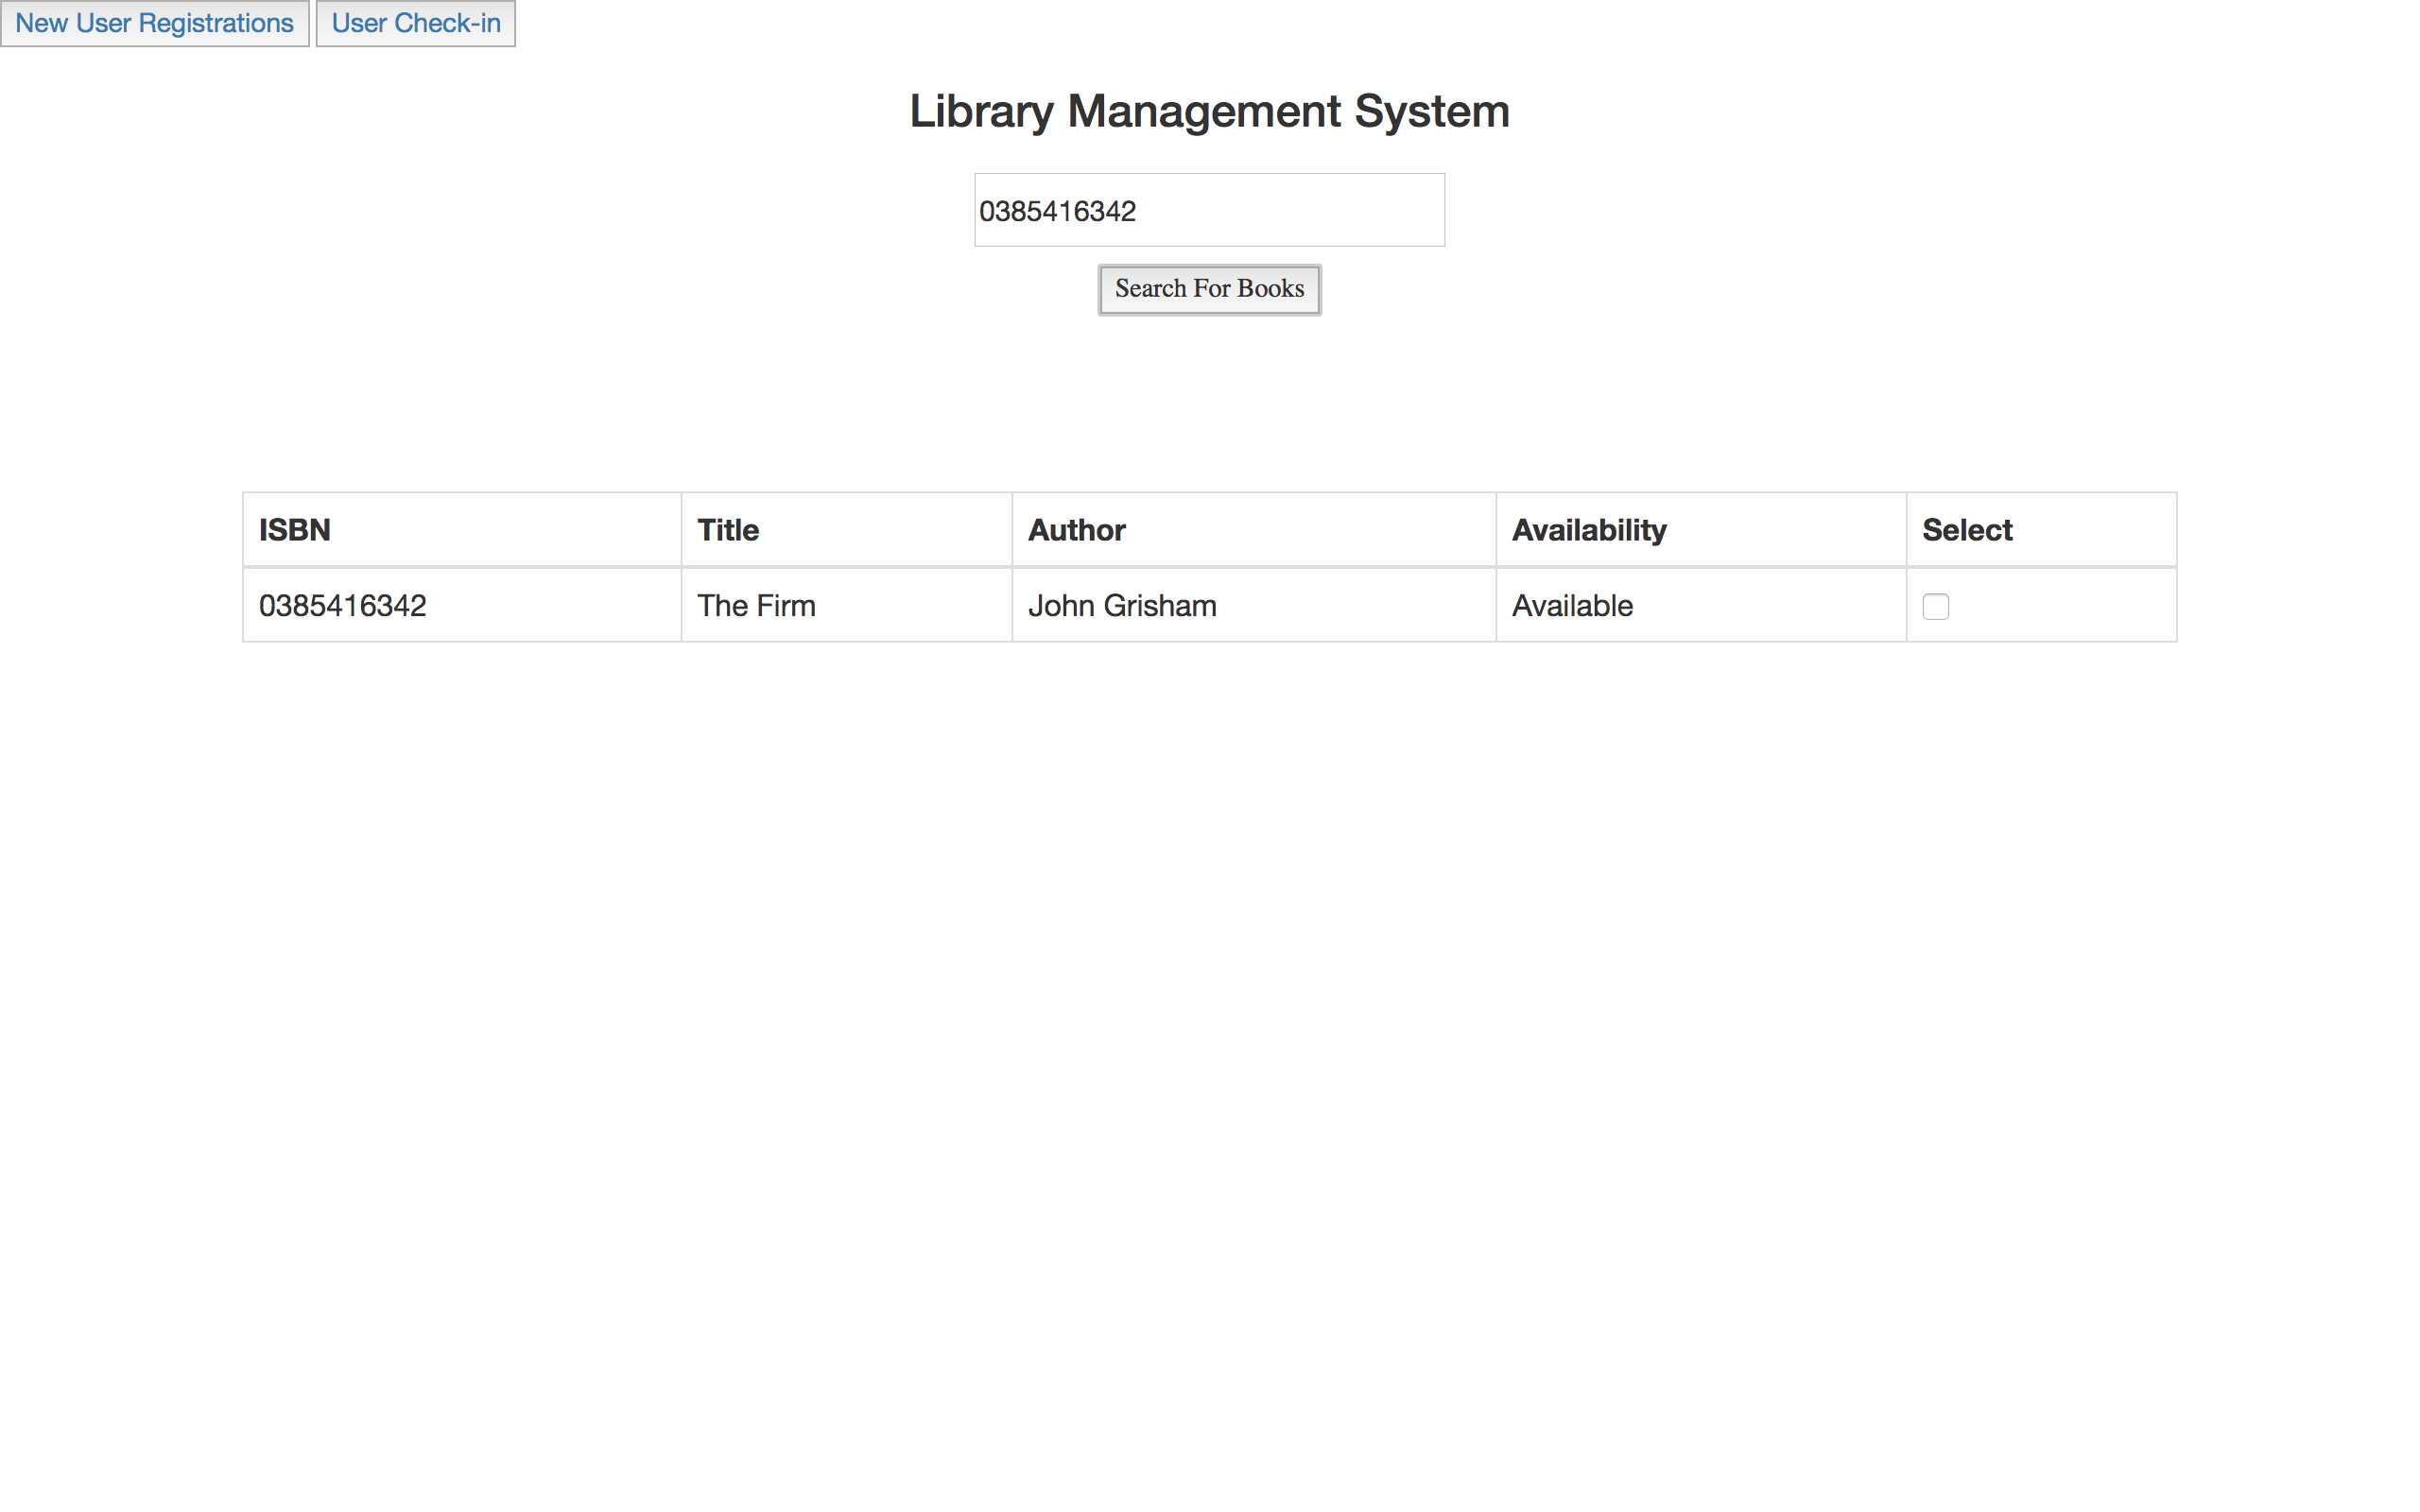 New User Registrations User Check-in
Library Management System
0385416342
Search For Books
ISBN Title Author Availability Select
0385416342 The Firm John Grisham Available